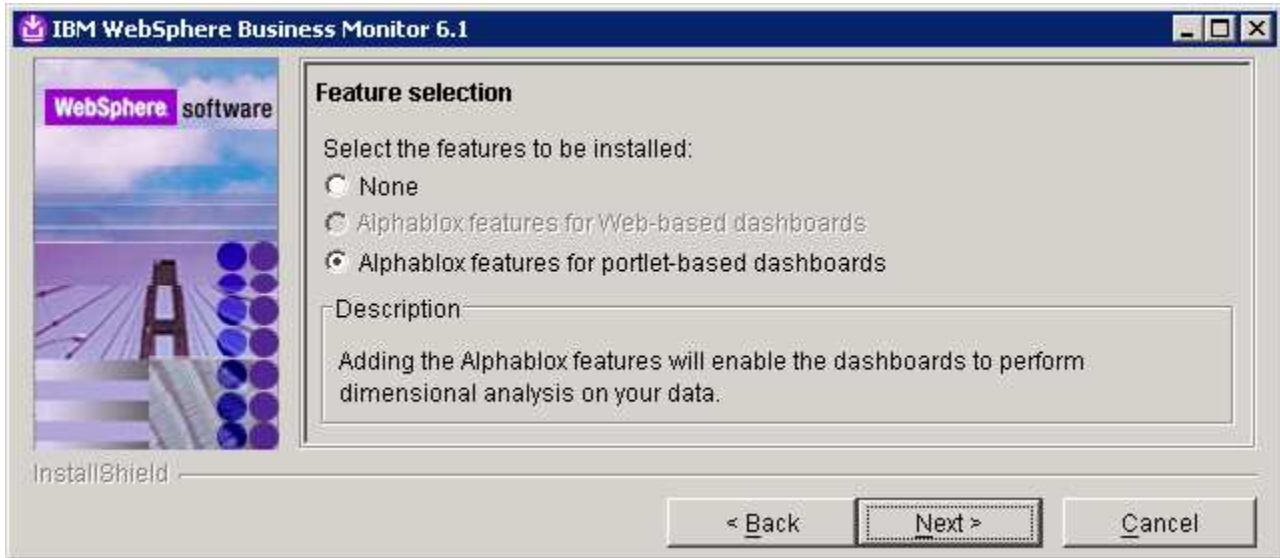 IBM WebSphere Business Monitor 6.1
WebSphere software
Feature selection
Select the features to be installed:
None
Alphablox features for Web-based dashboards
Alphablox features for portlet-based dashboards
Description
Adding the Alphablox features will enable the dashboards to perform
dimensional analysis on your data.
InstallShield
< Back
Next >
Cancel